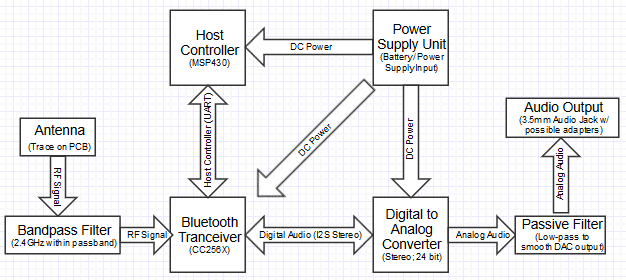 Host
Controller
(MSP430)
DC Power
Power
Supply Unit
(Battery/Power
SupplyInput)
Host Controller (UART)
DC Power
DC Power
Audio Output
(3.5mm Audio Jack w/
possible adapters)
Antenna
(Trace on PCB)
RF Signal
Analog Audio
Bandpass Filter
(2.4GHz within passband)
RF Signal
Bluetooth
Tranceiver
(CC256X)
Digital Audio (I2S Stereo)
Digital to
Analog
Converter
(Stereo; 24 bit)
Analog Audio
Passive Filter
(Low-pass to
smooth DAC output)